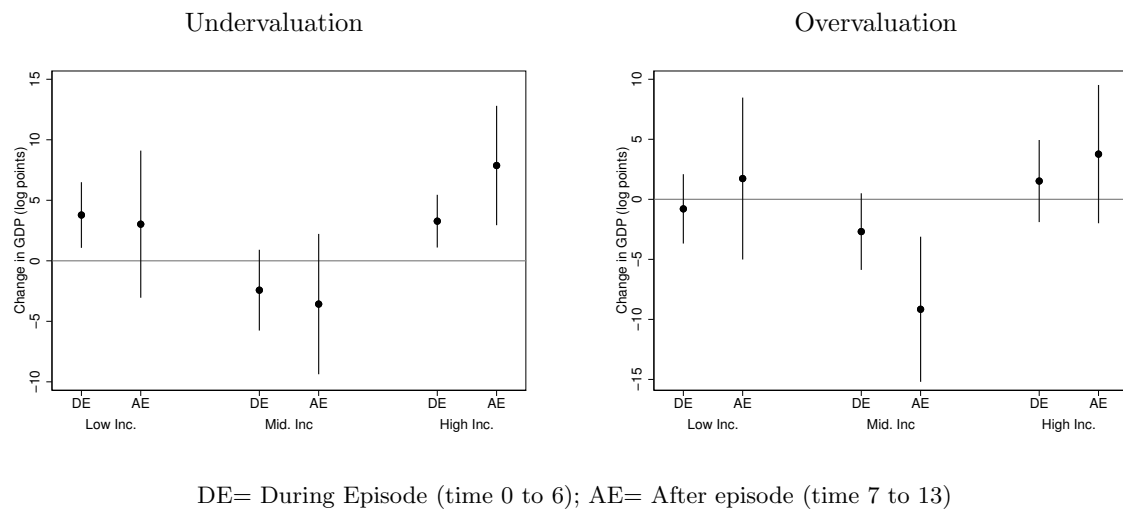 Undervaluation
Change in GDP (log points)
15
10
5
0
−5
−10
DE AE DE AE DE AE
Low Inc. Mid. Inc High Inc.
Overvaluation
Change in GDP (log points)
10
5
0
−5
−10
−15
DE AE DE AE DE AE
Low Inc. Mid. Inc High Inc.
DE= During Episode (time 0 to 6); AE= After episode (time 7 to 13)